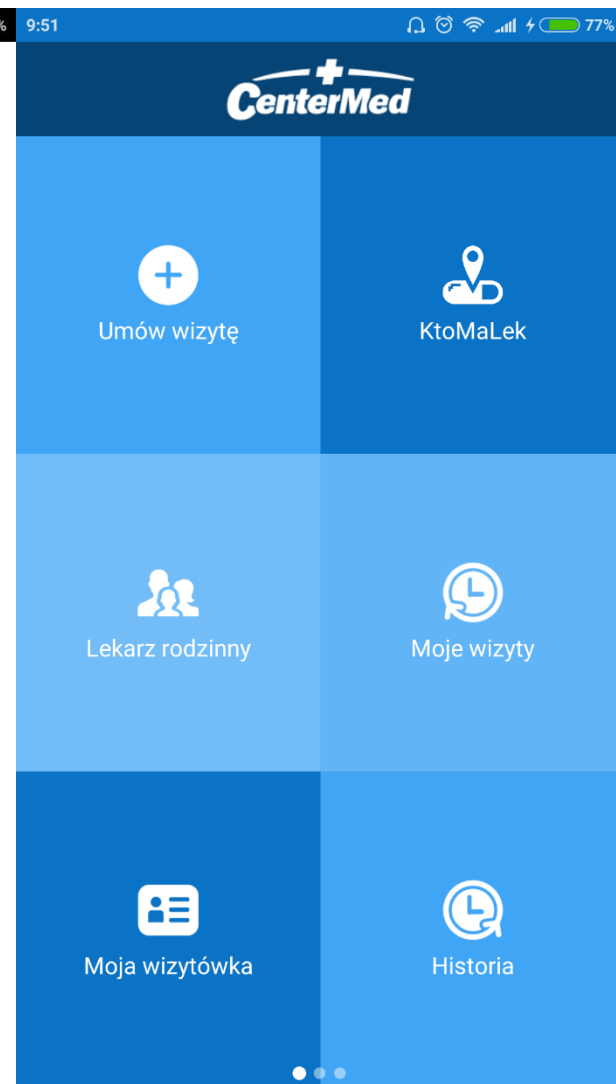 %
9:51
77%
CenterMed
Umów wizytę
KtoMaLek
Lekarz rodzinny
Moje wizyty
Moja wizytówka
Historia